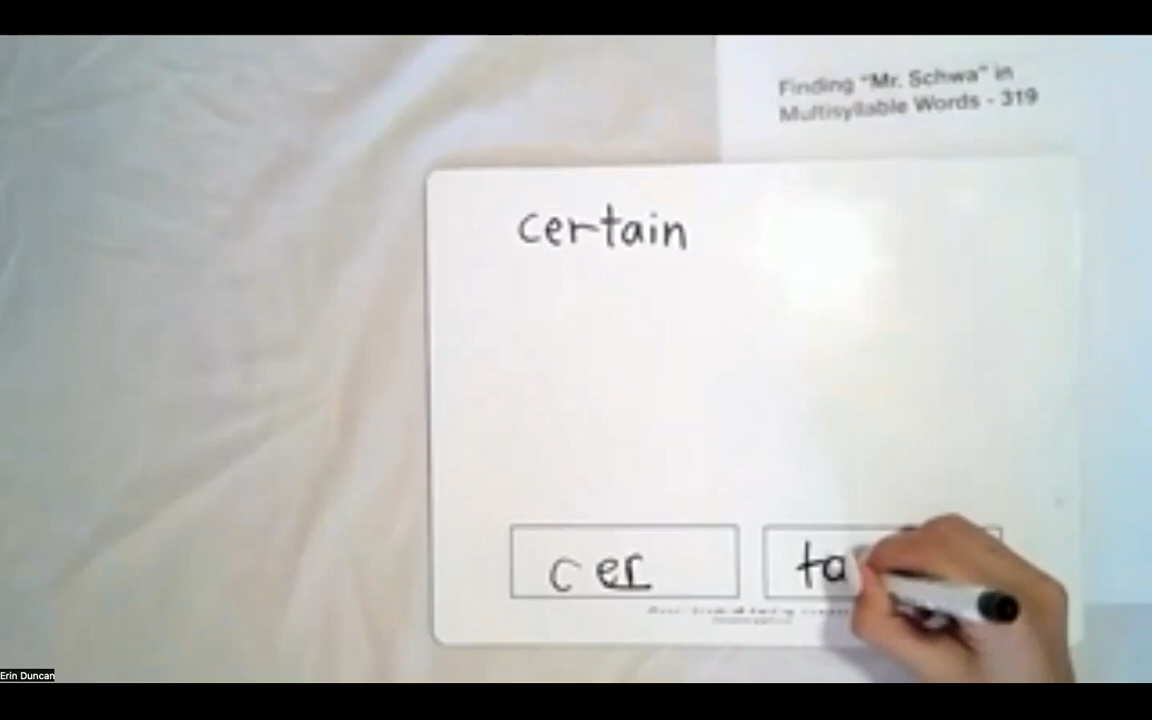 Finding "Mr. Schwa" in
Multisyllable Words - 319
certain
cer ta
Erin Duncan